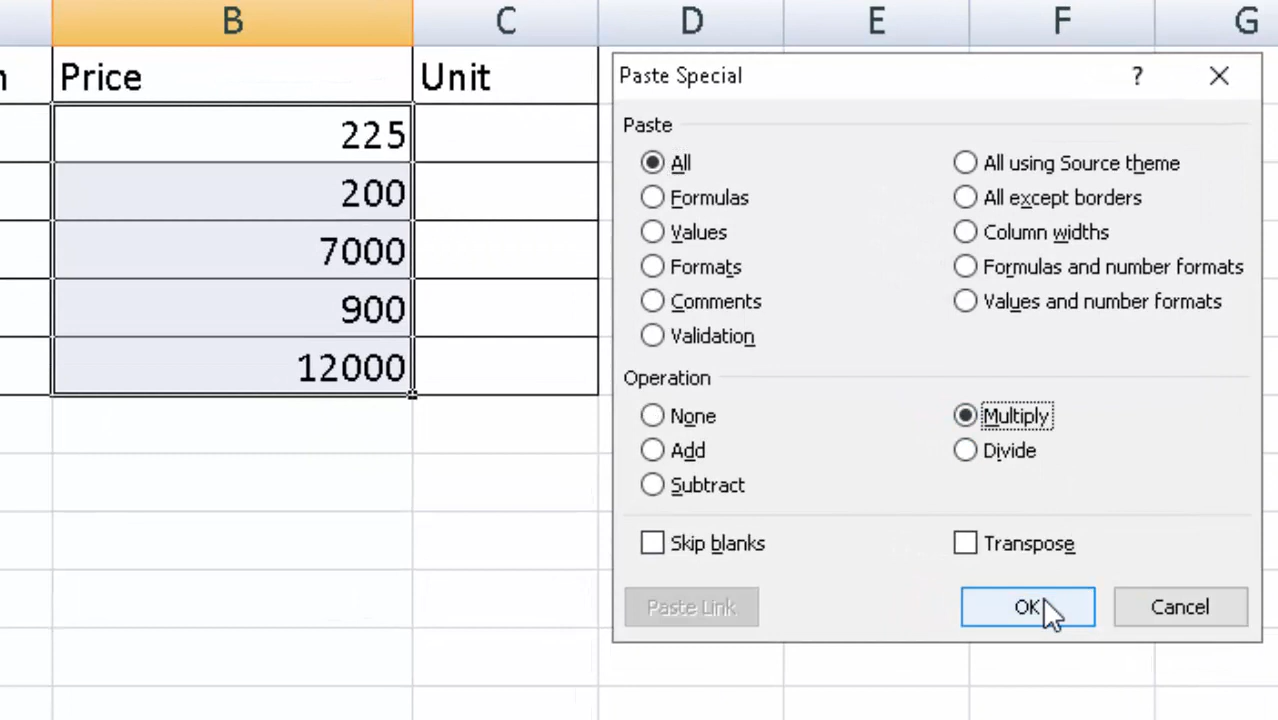 B C D E F G
Price Unit
225
200
7000
900
12000
Paste Special ?
Paste
All All using Source theme
Formulas All except borders
Values Column widths
Formats Formulas and number formats
Comments Values and number formats
Validation
Operation
None Multiply
Add Divide
Subtract
Skip blanks Transpose
Paste Link OK Cancel